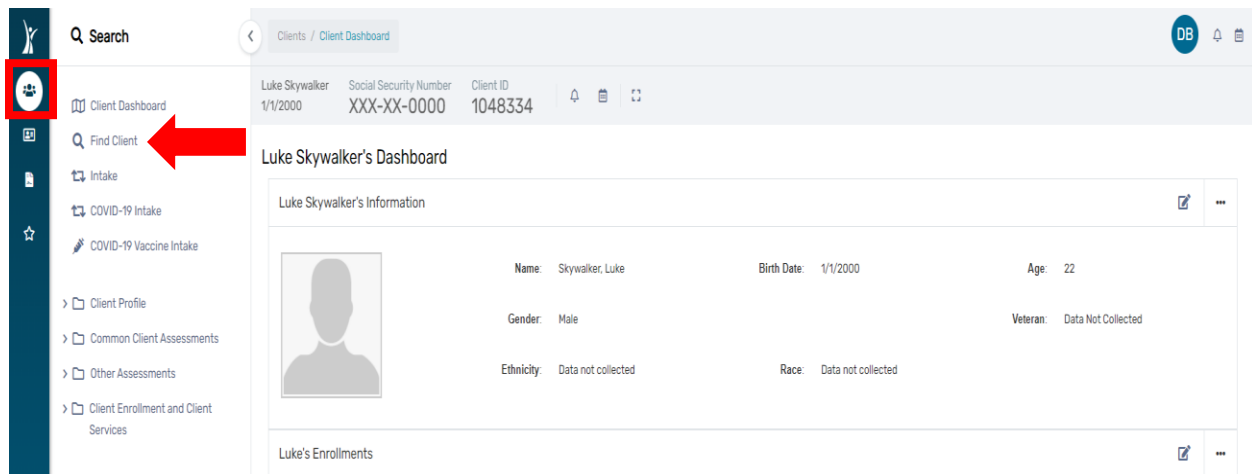 Search
Clients / Client Dashboard
DB
Luke Skywalker Social Security Number Client ID
1/1/2000 XXX-XX-0000 1048334
Client Dashboard
Find Client
Intake
COVID-19 Intake
COVID-19 Vaccine Intake
Client Profile
Common Client Assessments
Other Assessments
Client Enrollment and Client
Services
Luke Skywalker's Dashboard
Luke Skywalker's Information
Name: Skywalker, Luke Birth Date: 1/1/2000 Age: 22
Gender: Male Veteran: Data Not Collected
Ethnicity: Data not collected Race: Data not collected
Luke's Enrollments